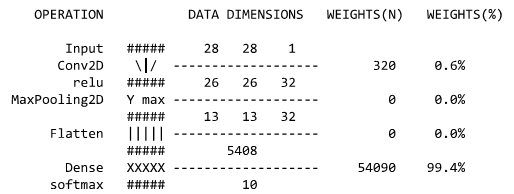 OPERATION           DATA DIMENSIONS   WEIGHTS(N)   WEIGHTS(%)
Input   #####     28   28    1
Conv2D    \|/  -------------------       320     0.6%
relu   #####     26   26   32
MaxPooling2D   Y max -------------------         0     0.0%
#####     13   13   32
Flatten   ||||| -------------------         0     0.0%
#####        5408
Dense   XXXXX -------------------     54090    99.4%
softmax   #####          10